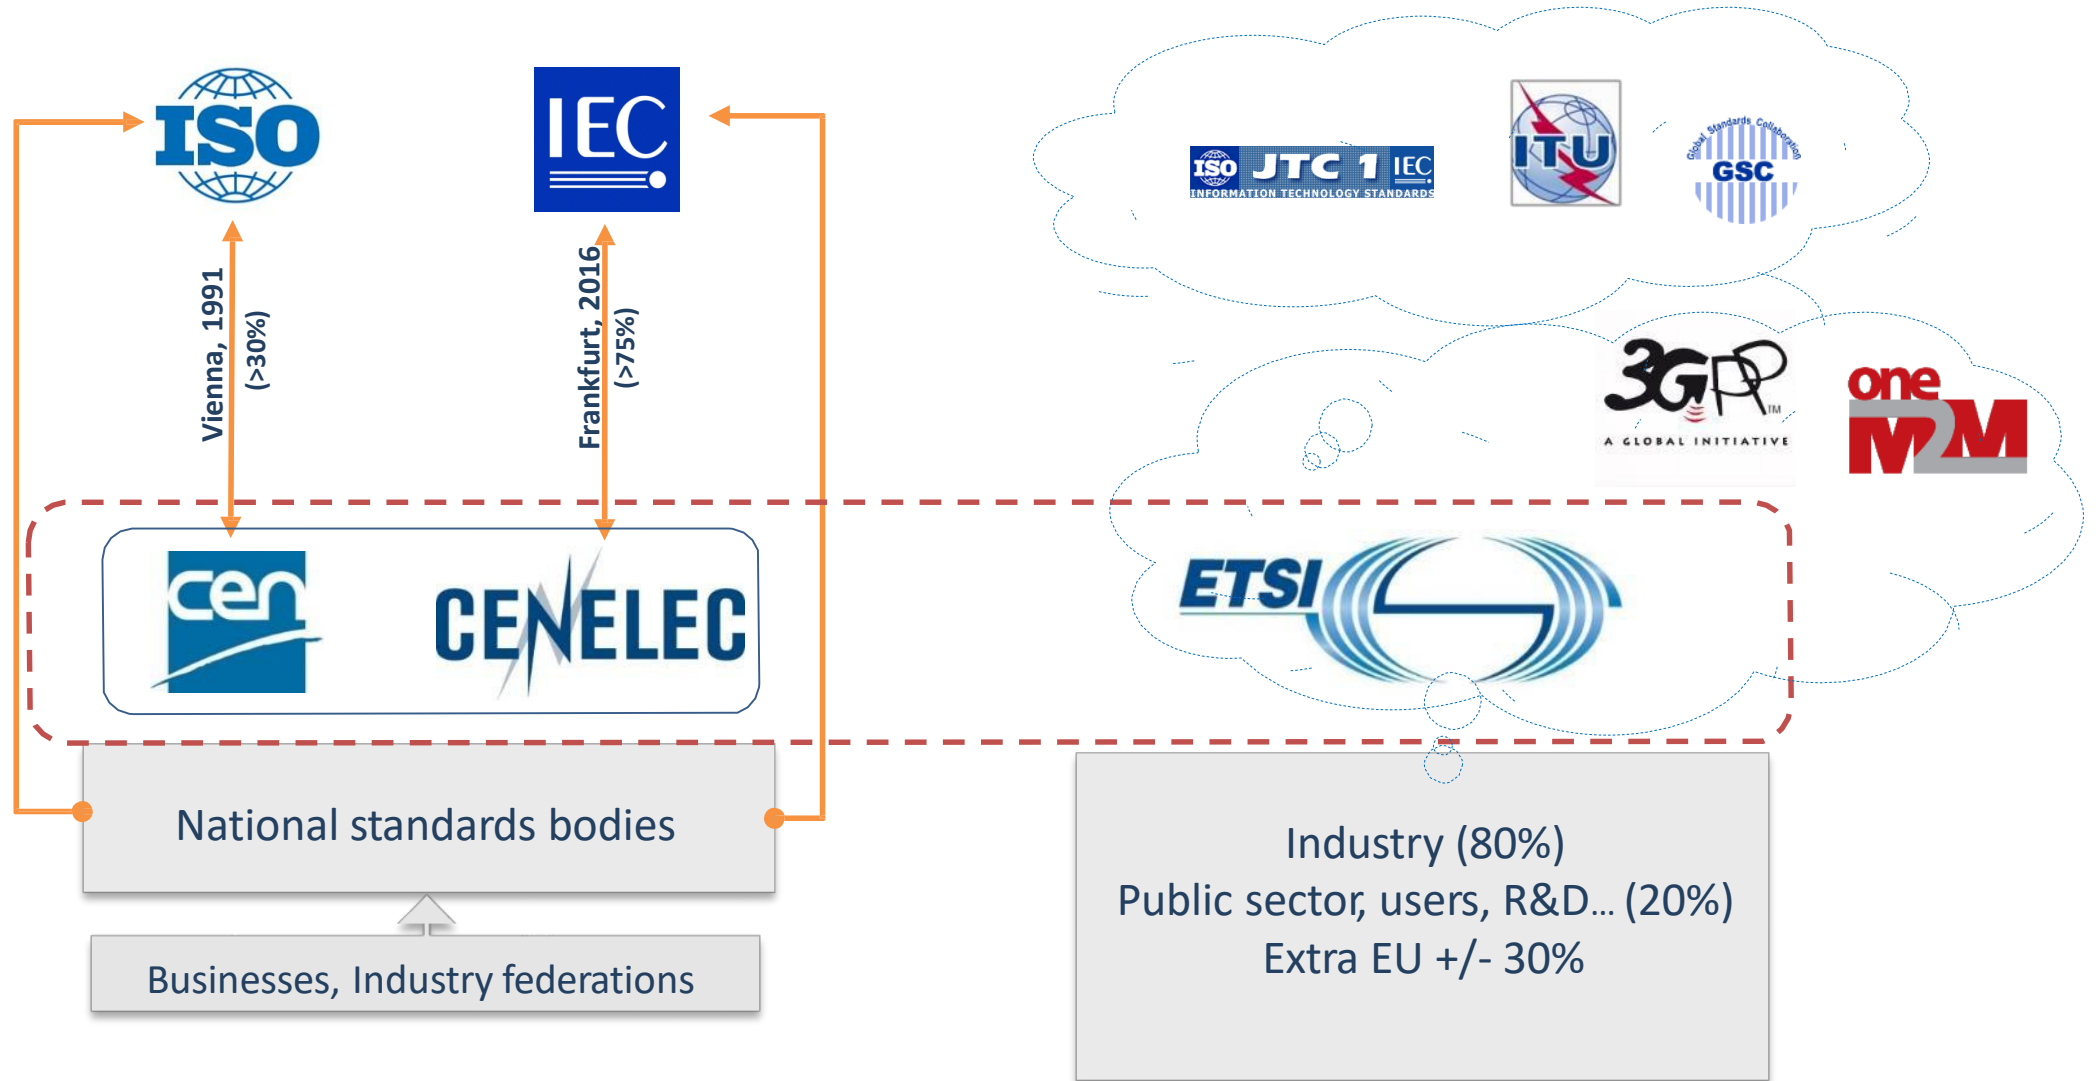 ISO
IEC
ISO JTC 1 IEC
INFORMATION TECHNOLOGY STANDARDS
ITU
Global Standards Collaboration
GSC
Vienna, 1991
(>30%)
Frankfurt, 2016
(>75%)
3GPP
TM
A GLOBAL INITIATIVE
one
M2M
cen
CENELEC
ETSI
National standards bodies
Businesses, Industry federations
Industry (80%)
Public sector, users, R&D... (20%)
Extra EU +/- 30%